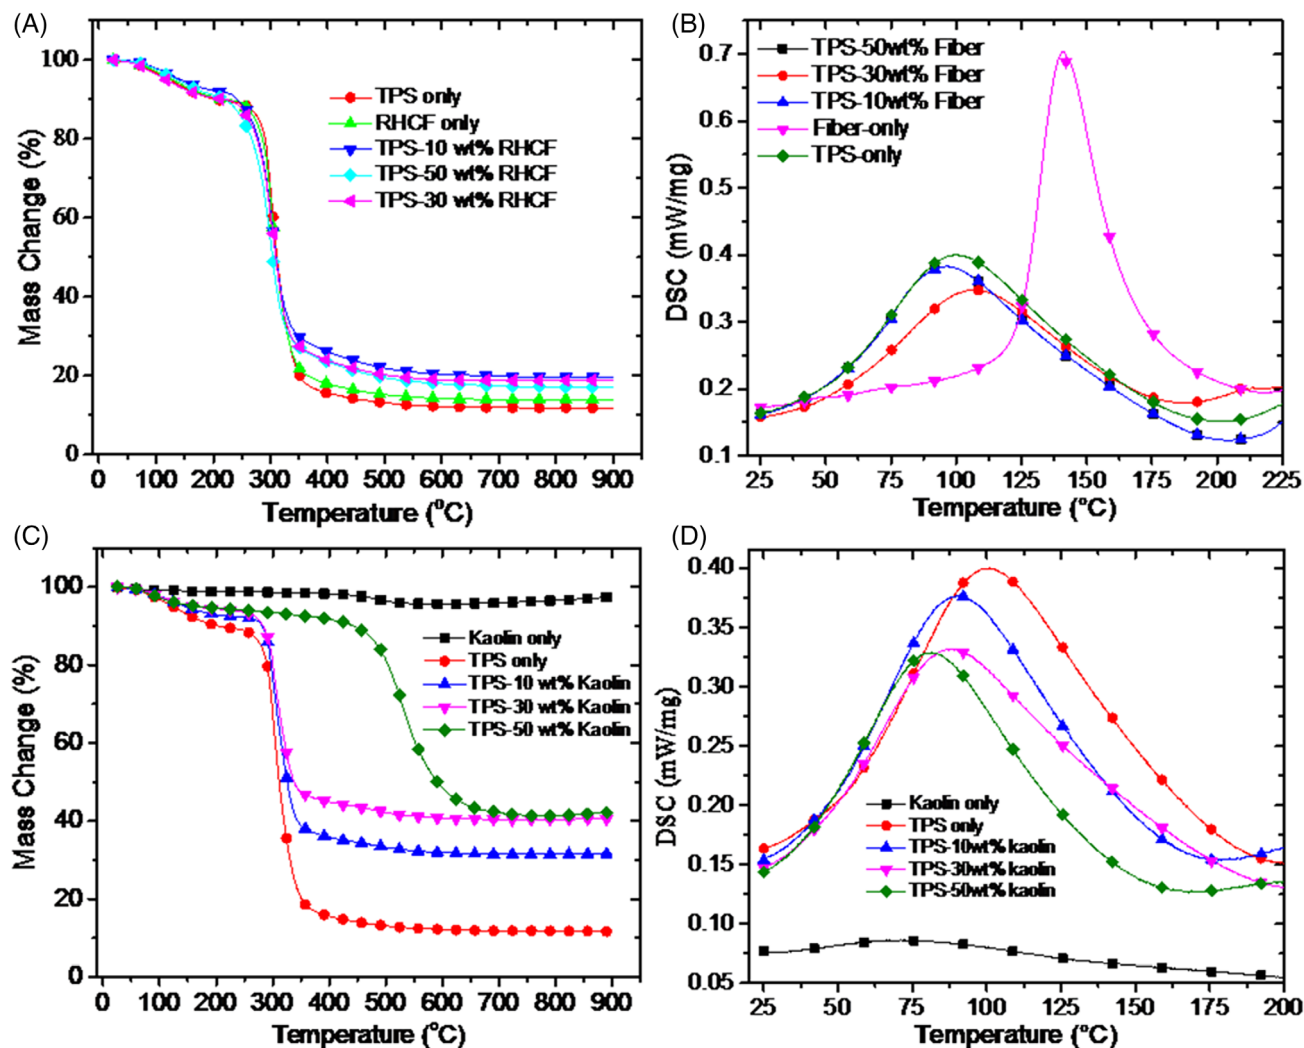 (A)
100
80
60
40
20
0
Mass Change (%)
TPS only
RHCF only
TPS-10 wt% RHCF
TPS-50 wt% RHCF
TPS-30 wt% RHCF
0 100 200 300 400 500 600 700 800 900
Temperature (°C)
(B)
0.7
0.6
0.5
0.4
0.3
0.2
0.1
DSC (mW/mg)
TPS-50wt% Fiber
TPS-30wt% Fiber
TPS-10wt% Fiber
Fiber-only
TPS-only
25 50 75 100 125 150 175 200 225
Temperature (°C)
(C)
100
80
60
40
20
0
Mass Change (%)
Kaolin only
TPS only
TPS-10 wt% Kaolin
TPS-30 wt% Kaolin
TPS-50 wt% Kaolin
0 100 200 300 400 500 600 700 800 900
Temperature (°C)
(D)
0.40
0.35
0.30
0.25
0.20
0.15
0.10
0.05
DSC (mW/mg)
Kaolin only
TPS only
TPS-10wt% kaolin
TPS-30wt% kaolin
TPS-50wt% kaolin
25 50 75 100 125 150 175 200
Temperature (°C)